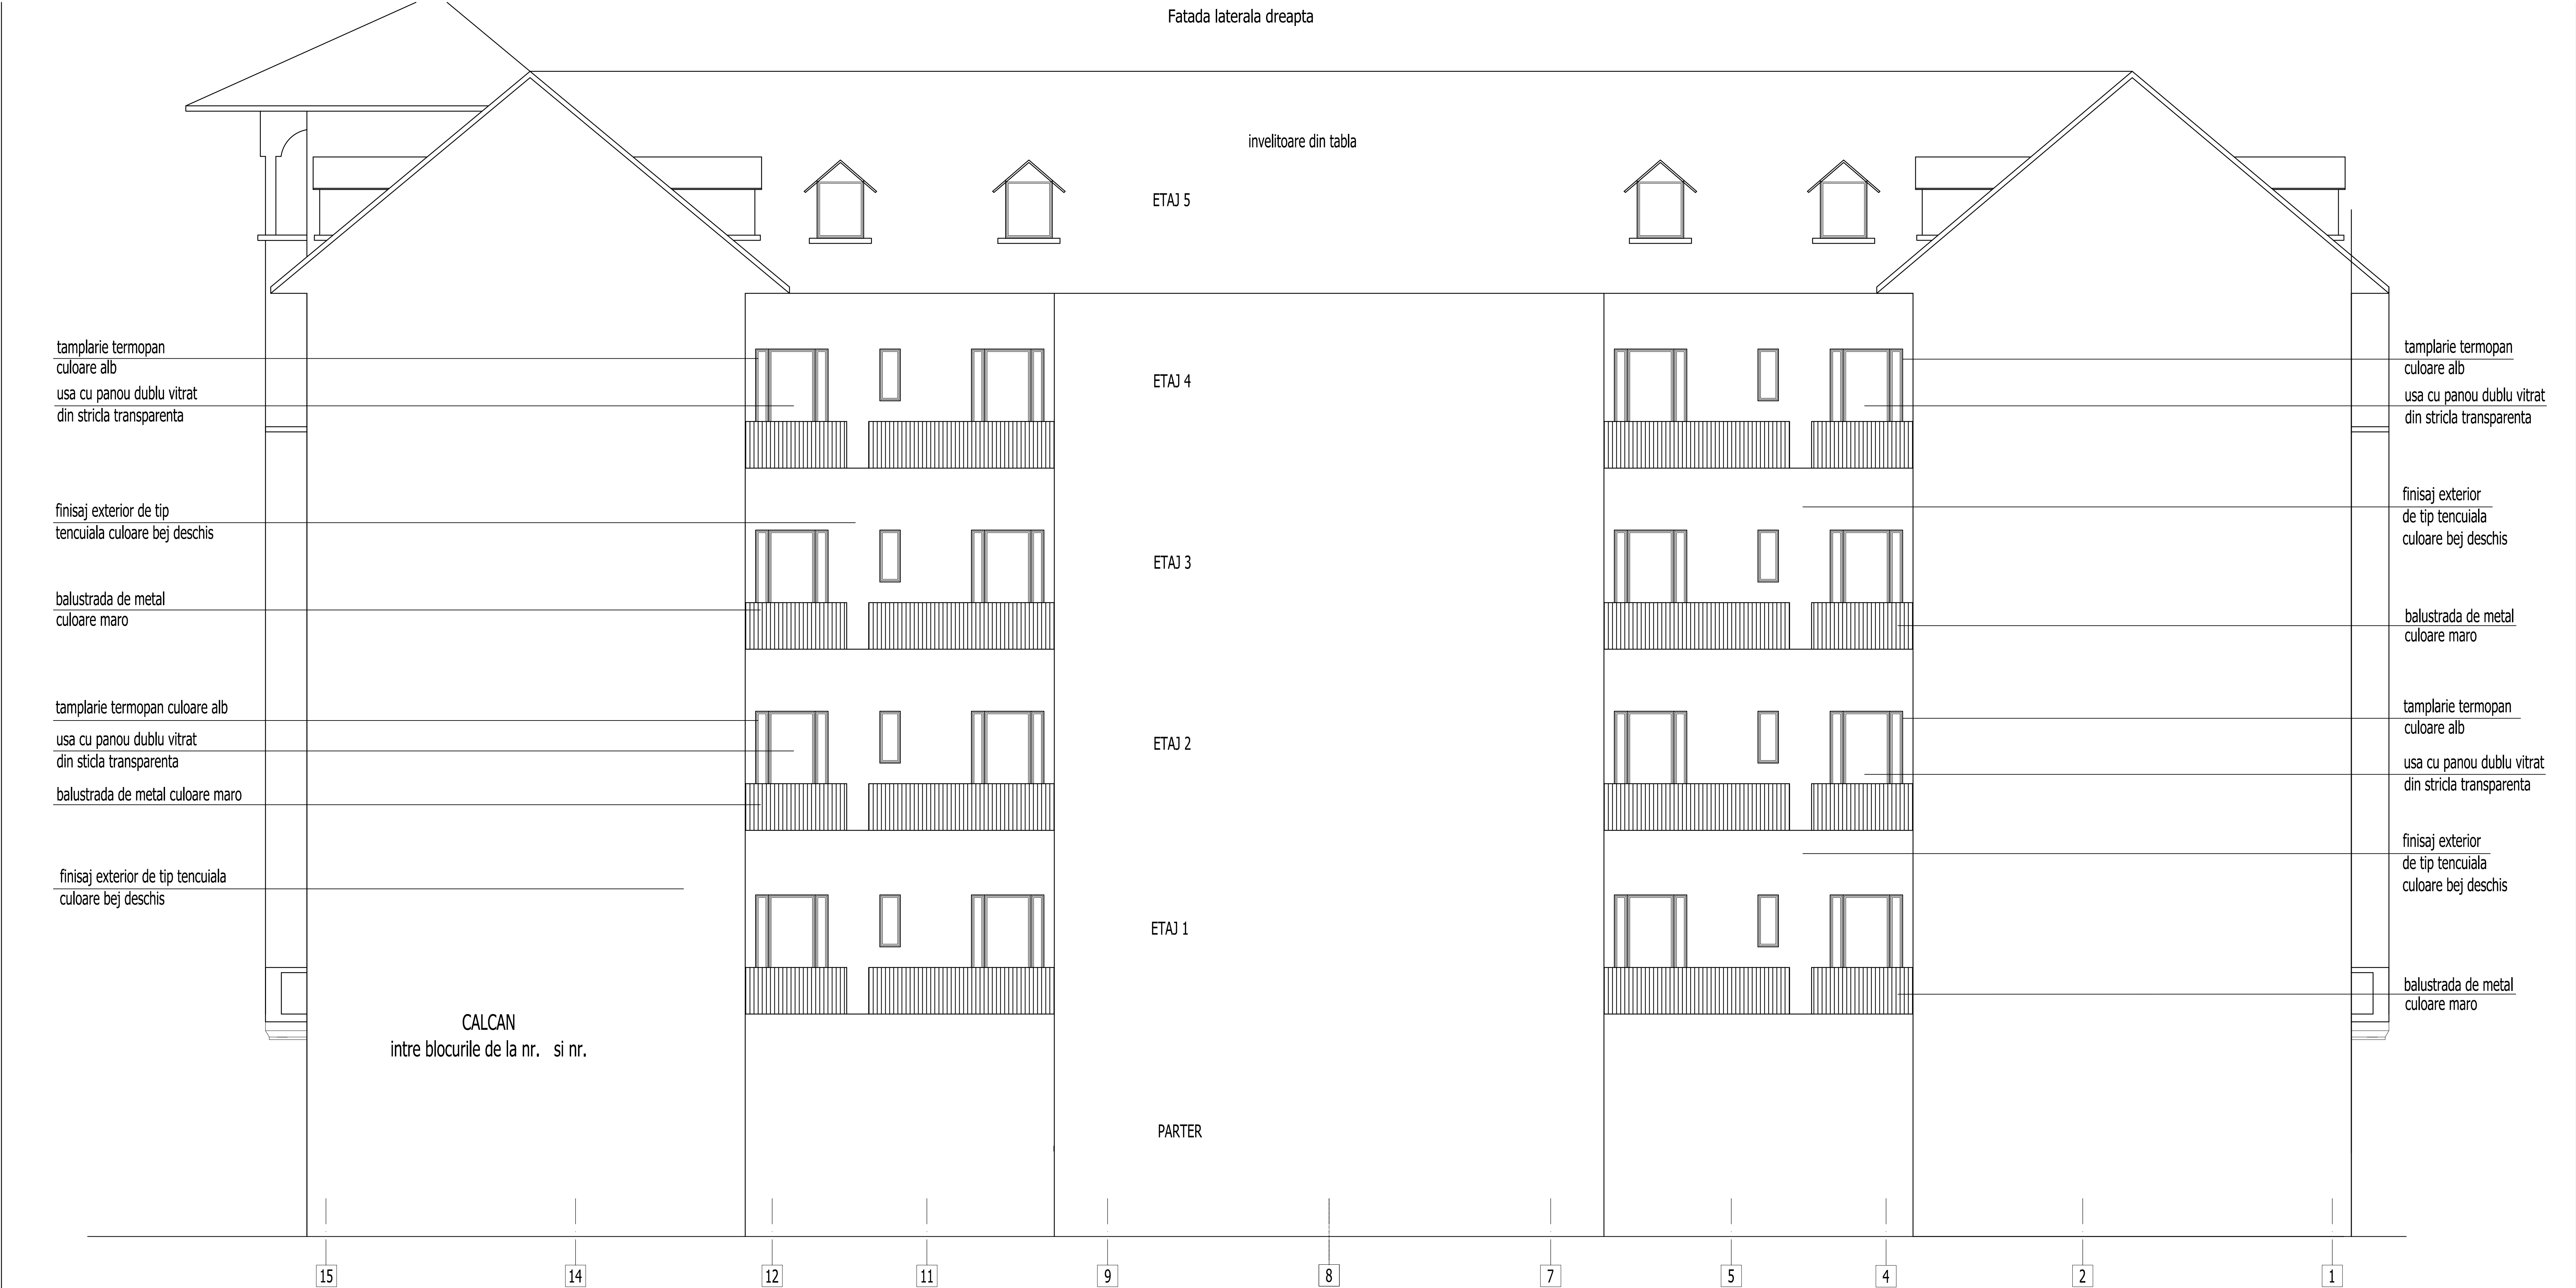 Fatada laterala dreapta
invelitoare din tabla
ETAJ 5
tamplarie termopan
culoare alb
usa cu panou dublu vitrat
din stricla transparenta
finisaj exterior de tip
tencuiala culoare bej deschis
balustrada de metal
culoare maro
tamplarie termopan culoare alb
usa cu panou dublu vitrat
din sticla transparenta
balustrada de metal culoare maro
finisaj exterior de tip tencuiala
culoare bej deschis
CALCAN
intre blocurile de la nr. si nr.
ETAJ 4
ETAJ 3
ETAJ 2
ETAJ 1
PARTER
tamplarie termopan
culoare alb
usa cu panou dublu vitrat
din stricla transparenta
finisaj exterior
de tip tencuiala
culoare bej deschis
balustrada de metal
culoare maro
tamplarie termopan
culoare alb
usa cu panou dublu vitrat
din stricla transparenta
finisaj exterior
de tip tencuiala
culoare bej deschis
balustrada de metal
culoare maro
15 14 12 11 9 8 7 5 4 2 1